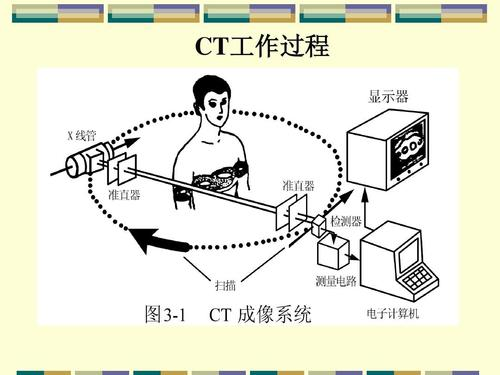 CT工作过程
显示器
X 线管
准直器
准直器
检测器
扫描
测量电路
图3-1 CT 成像系统
电子计算机